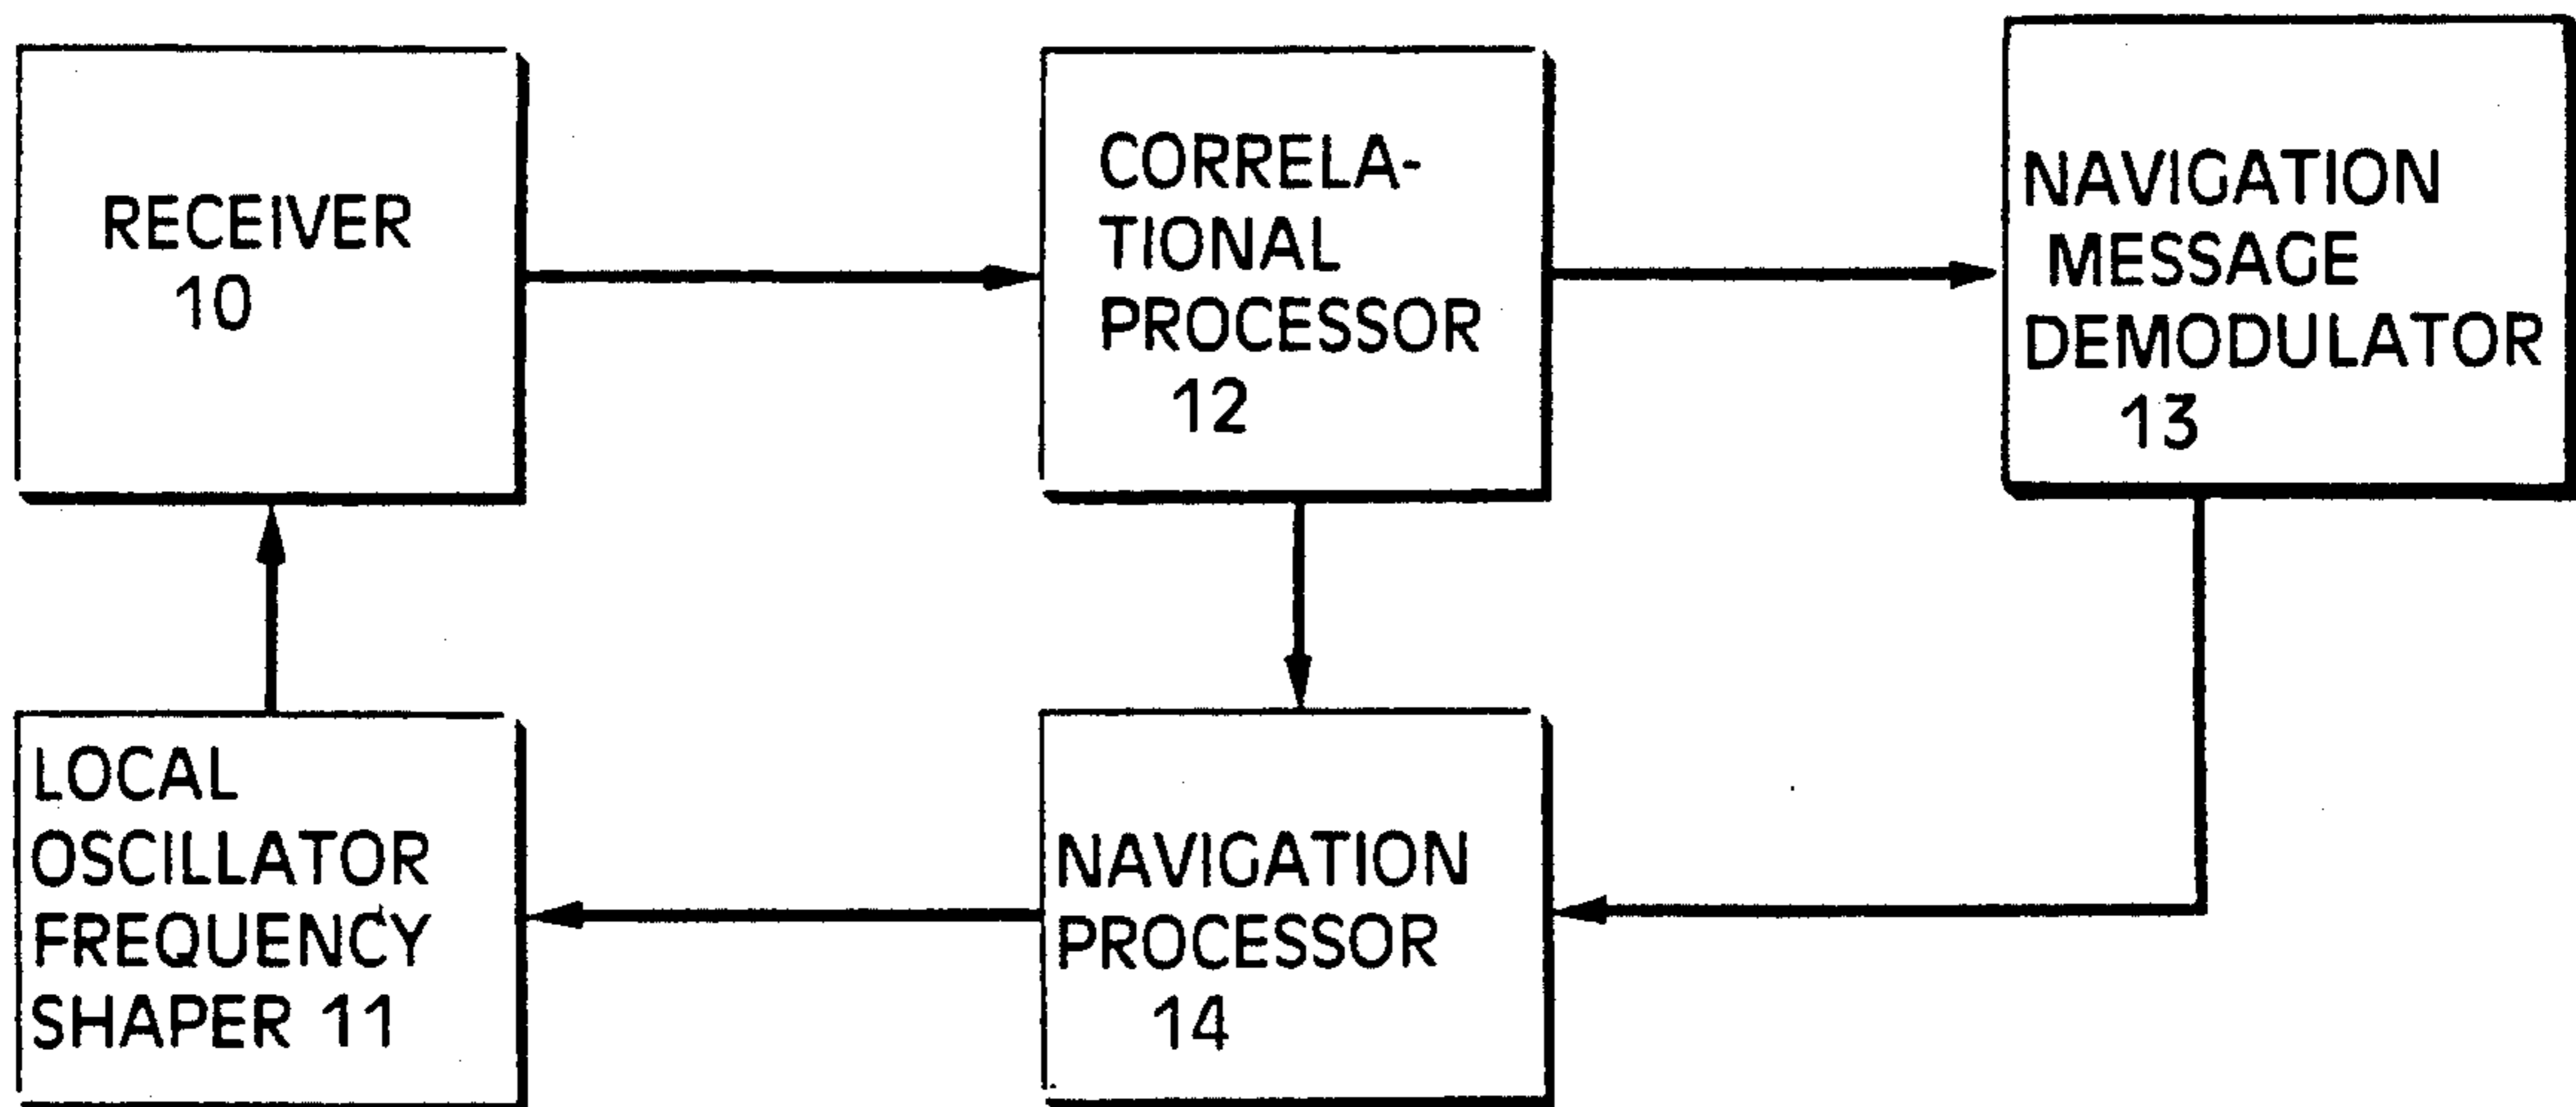 RECEIVER
10
CORRELA-
TIONAL
PROCESSOR
12
NAVIGATION
MESSAGE
DEMODULATOR
13
LOCAL
OSCILLATOR
FREQUENCY
SHAPER 11
NAVIGATION
PROCESSOR
14